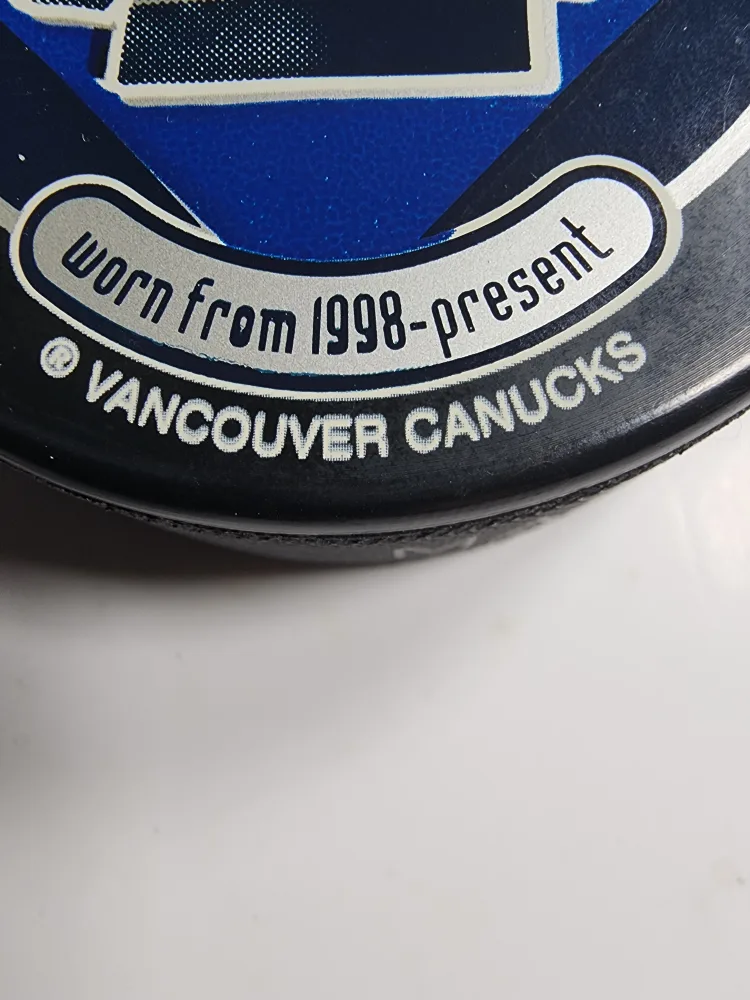 worn from 1998-present
® VANCOUVER CANUCKS